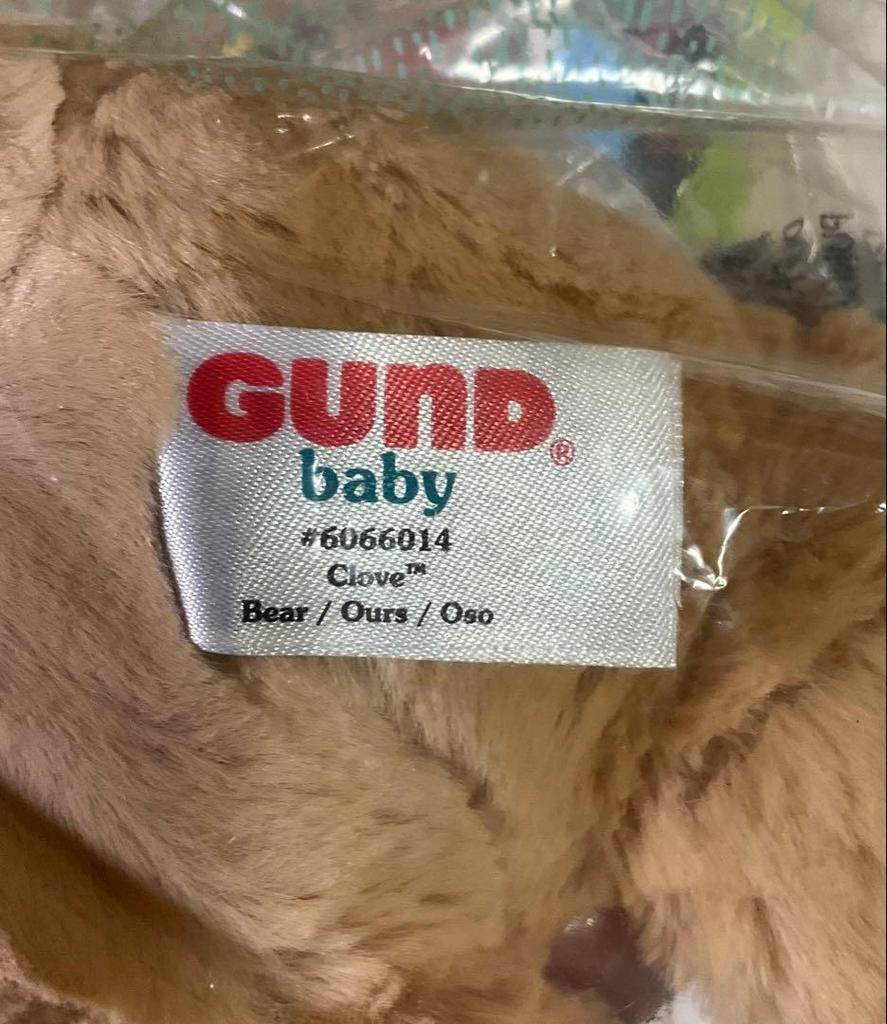 GUND®
baby
#6066014
Clove™
Bear / Ours / Oso